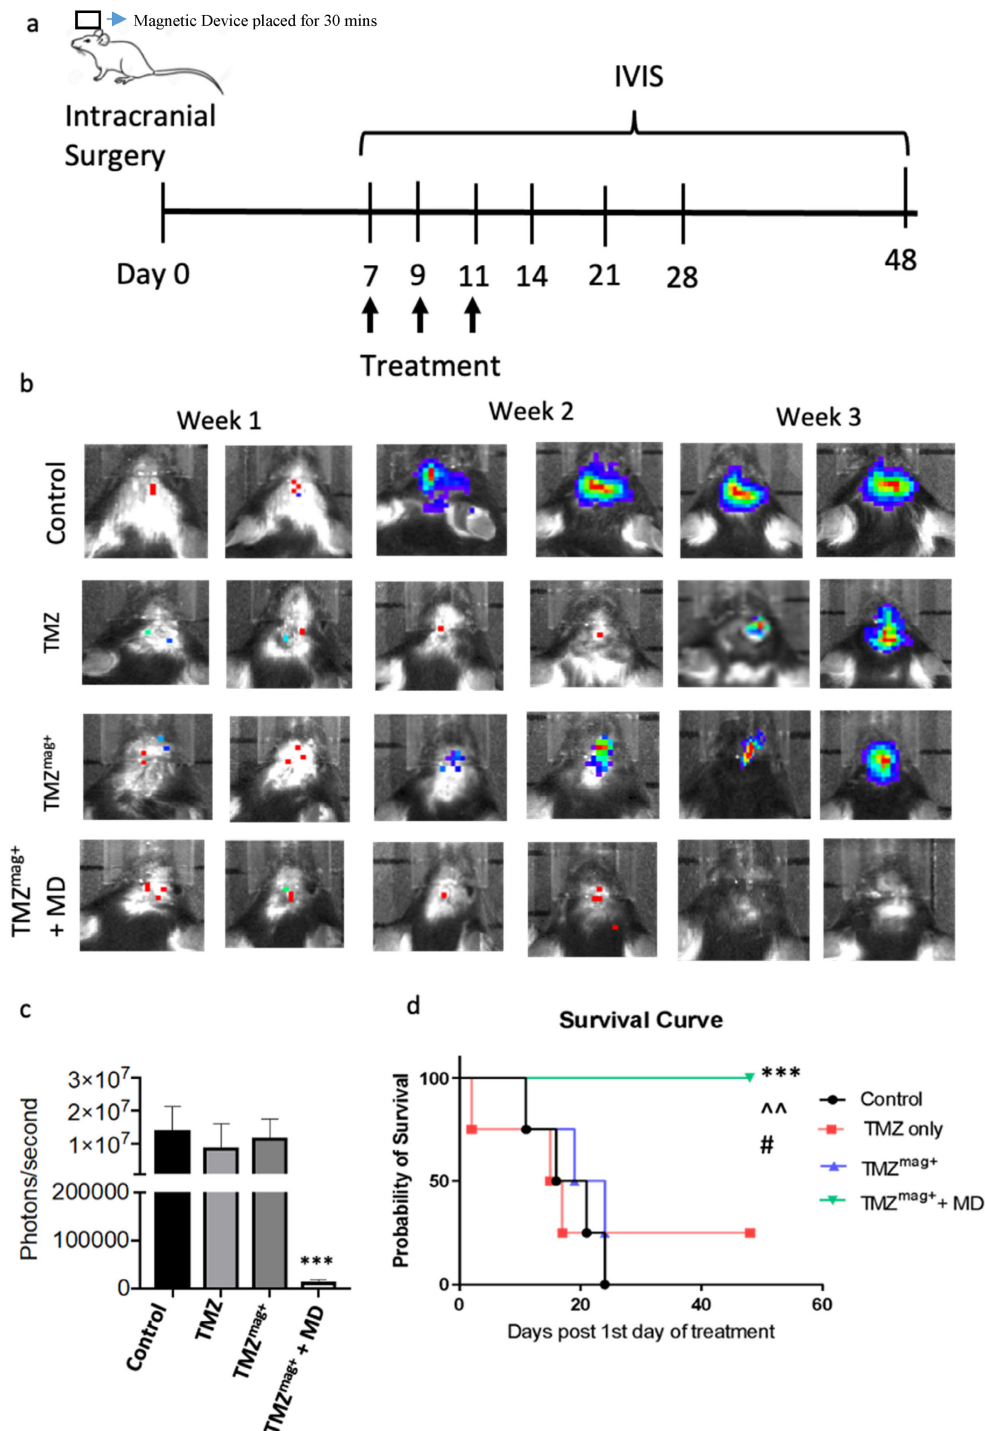 a
Magnetic Device placed for 30 mins
Intracranial
Surgery
IVIS
Day 0
7
9
11
14
21
28
48
Treatment
b
Week 1
Week 2
Week 3
Control
TMZ
TMZmag+
TMZmag+
+ MD
c
Photons/second
3×10⁷
2×10⁷
1×10⁷
200000
100000
0
***
Control
TMZ
TMZmag+
TMZmag+ + MD
d
Survival Curve
Probability of Survival
100
50
0
0
20
40
60
Days post 1st day of treatment
***
^^
#
Control
TMZ only
TMZmag+
TMZmag+ + MD